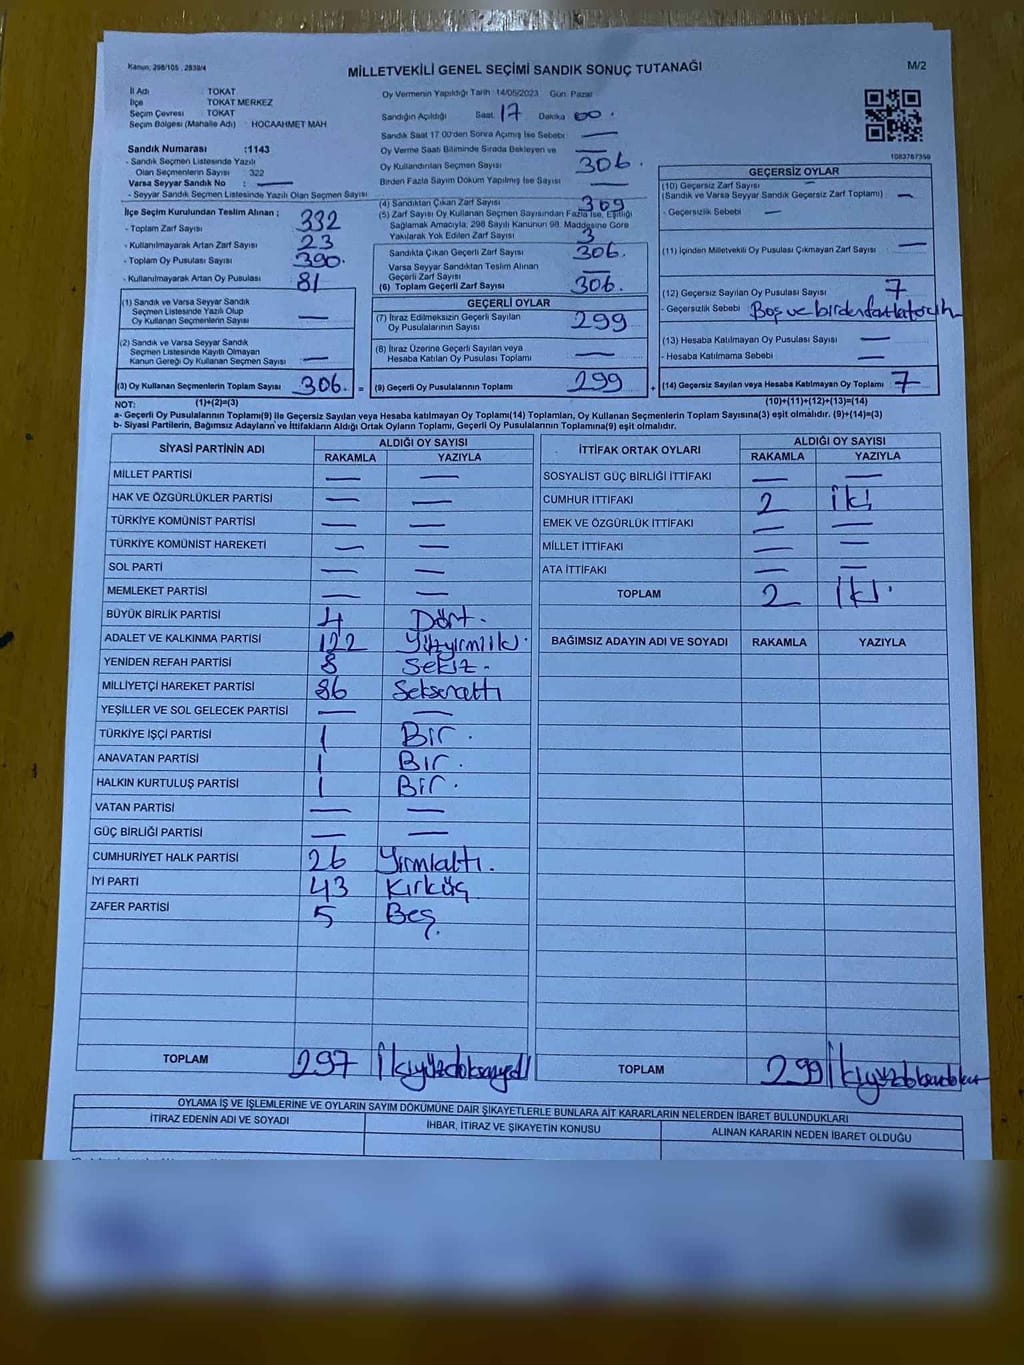 Kanun: 298/105 , 2839/4
MİLLETVEKİLİ GENEL SEÇİMİ SANDIK SONUÇ TUTANAĞI
M/2
İl Adı : TOKAT
İlçe TOKAT MERKEZ
Seçim Çevresi : TOKAT
Seçim Bölgesi (Mahalle Adı) : HOCAAHMET MAH
Sandık Numarası :1143
- Sandık Seçmen Listesinde Yazılı
Olan Seçmenlerin Sayısı : 322
Varsa Seyyar Sandık No : —
- Seyyar Sandık Seçmen Listesinde Yazılı Olan Seçmen Sayısı
İlçe Seçim Kurulundan Teslim Alınan ;
- Toplam Zarf Sayısı 332
- Kullanılmayarak Artan Zarf Sayısı 23
- Toplam Oy Pusulası Sayısı 390.
- Kullanılmayarak Artan Oy Pusulası 81
(1) Sandık ve Varsa Seyyar Sandık
Seçmen Listesinde Yazılı Olup
Oy Kullanan Seçmenlerin Sayısı —
(2) Sandık ve Varsa Seyyar Sandık
Seçmen Listesinde Kayıtlı Olmayan
Kanun Gereği Oy Kullanan Seçmen Sayısı —
(3) Oy Kullanan Seçmenlerin Toplam Sayısı 306. =
(1)+(2)=(3)
Oy Vermenin Yapıldığı Tarih :14/05/2023 Gün: Pazar
Sandığın Açıldığı Saat 17 Dakika 00.
Sandık Saat 17:00'den Sonra Açımış İse Sebebi —
Oy Verme Saati Bitiminde Sırada Bekleyen ve
Oy Kullandırılan Seçmen Sayısı 306.
Birden Fazla Sayım Döküm Yapılmış İse Sayısı —
(4) Sandıktan Çıkan Zarf Sayısı 309
(5) Zarf Sayısı Oy Kullanan Seçmen Sayısından Fazla İse, Eşitliği
Sağlamak Amacıyla, 298 Sayılı Kanunun 98. Maddesine Göre
Yakılarak Yok Edilen Zarf Sayısı 3
Sandıkta Çıkan Geçerli Zarf Sayısı 306.
Varsa Seyyar Sandıktan Teslim Alınan
Geçerli Zarf Sayısı —
(6) Toplam Geçerli Zarf Sayısı 306.
GEÇERLİ OYLAR
(7) İtiraz Edilmeksizin Geçerli Sayılan
Oy Pusulalarının Sayısı 299
(8) İtiraz Üzerine Geçerli Sayılan veya
Hesaba Katılan Oy Pusulası Toplamı —
(9) Geçerli Oy Pusulalarının Toplamı 299 +
1083787359
GEÇERSİZ OYLAR
(10) Geçersiz Zarf Sayısı —
(Sandık ve Varsa Seyyar Sandık Geçersiz Zarf Toplamı) —
- Geçersizlik Sebebi —
(11) İçinden Milletvekili Oy Pusulası Çıkmayan Zarf Sayısı —
(12) Geçersiz Sayılan Oy Pusulası Sayısı 7
- Geçersizlik Sebebi Boş ve birden
(13) Hesaba Katılmayan Oy Pusulası Sayısı —
- Hesaba Katılmama Sebebi —
(14) Geçersiz Sayılan veya Hesaba Katılmayan Oy Toplamı 7
(10)+(11)+(12)+(13)=(14)
NOT:
a- Geçerli Oy Pusulalarının Toplamı(9) ile Geçersiz Sayılan veya Hesaba katılmayan Oy Toplamı(14) Toplamları, Oy Kullanan Seçmenlerin Toplam Sayısına(3) eşit olmalıdır. (9)+(14)=(3)
b- Siyasi Partilerin, Bağımsız Adayların ve İttifakların Aldığı Ortak Oyların Toplamı, Geçerli Oy Pusulalarının Toplamına(9) eşit olmalıdır.
SİYASİ PARTİNİN ADI ALDIĞI OY SAYISI
RAKAMLA YAZIYLA
MİLLET PARTİSİ — —
HAK VE ÖZGÜRLÜKLER PARTİSİ — —
TÜRKİYE KOMÜNİST PARTİSİ — —
TÜRKİYE KOMÜNİST HAREKETİ — —
SOL PARTİ — —
MEMLEKET PARTİSİ — —
BÜYÜK BİRLİK PARTİSİ 4 Dört.
ADALET VE KALKINMA PARTİSİ 122 Yüzyirmiiki.
YENİDEN REFAH PARTİSİ 8 Sekiz.
MİLLİYETÇİ HAREKET PARTİSİ 86 Seksenaltı
YEŞİLLER VE SOL GELECEK PARTİSİ — —
TÜRKİYE İŞÇİ PARTİSİ 1 Bir.
ANAVATAN PARTİSİ 1 Bir.
HALKIN KURTULUŞ PARTİSİ 1 Bir.
VATAN PARTİSİ — —
GÜÇ BİRLİĞİ PARTİSİ — —
CUMHURİYET HALK PARTİSİ 26 Yirmialtı.
İYİ PARTİ 43 Kırküç
ZAFER PARTİSİ 5 Beş.
TOPLAM 297 İkiyüzdoksanyedi
İTTİFAK ORTAK OYLARI ALDIĞI OY SAYISI
RAKAMLA YAZIYLA
SOSYALİST GÜÇ BİRLİĞİ İTTİFAKI — —
CUMHUR İTTİFAKI 2 İki
EMEK VE ÖZGÜRLÜK İTTİFAKI — —
MİLLET İTTİFAKI — —
ATA İTTİFAKI — —
TOPLAM 2 İki.
BAĞIMSIZ ADAYIN ADI VE SOYADI RAKAMLA YAZIYLA
TOPLAM 299 İkiyüzdoksandokuz
OYLAMA İŞ VE İŞLEMLERİNE VE OYLARIN SAYIM DÖKÜMÜNE DAİR ŞİKAYETLERLE BUNLARA AİT KARARLARIN NELERDEN İBARET BULUNDUKLARI
İTİRAZ EDENİN ADI VE SOYADI İHBAR, İTİRAZ VE ŞİKAYETİN KONUSU ALINAN KARARIN NEDEN İBARET OLDUĞU